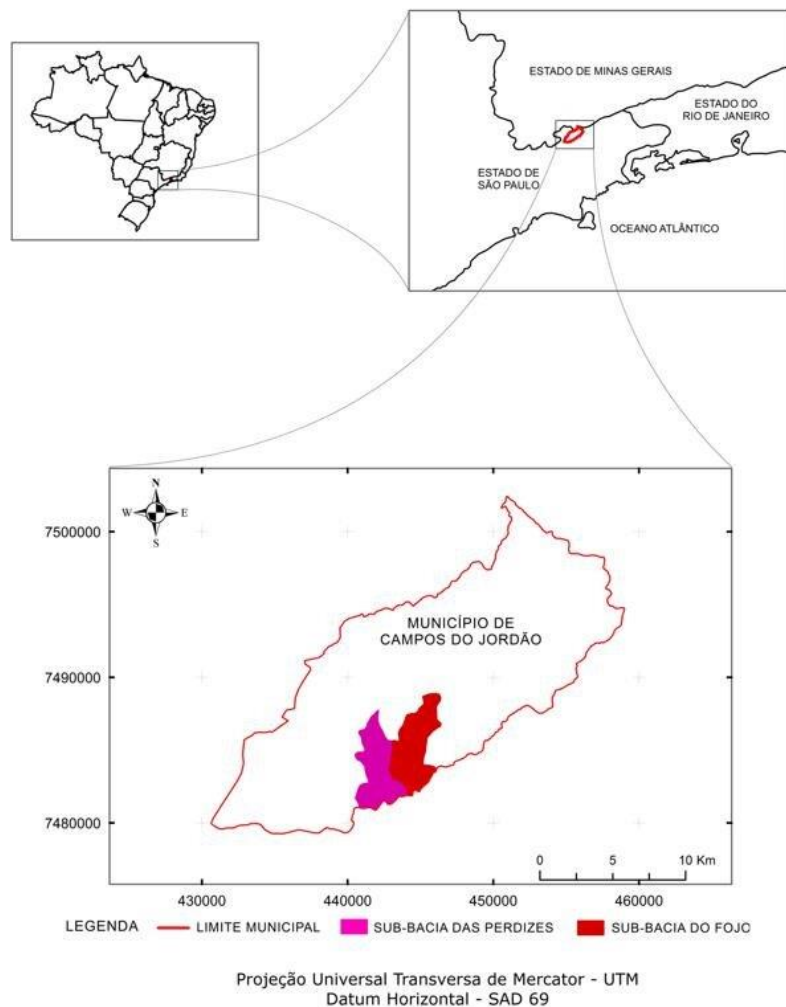 ESTADO DE MINAS GERAIS
ESTADO DO
RIO DE JANEIRO
ESTADO DE
SÃO PAULO
OCEANO ATLÂNTICO
N
W E
S
7500000
7490000
7480000
MUNICÍPIO DE
CAMPOS DO JORDÃO
0 5 10 Km
430000 440000 450000 460000
LEGENDA LIMITE MUNICIPAL SUB-BACIA DAS PERDIZES SUB-BACIA DO FOJO
Projeção Universal Transversa de Mercator - UTM
Datum Horizontal - SAD 69